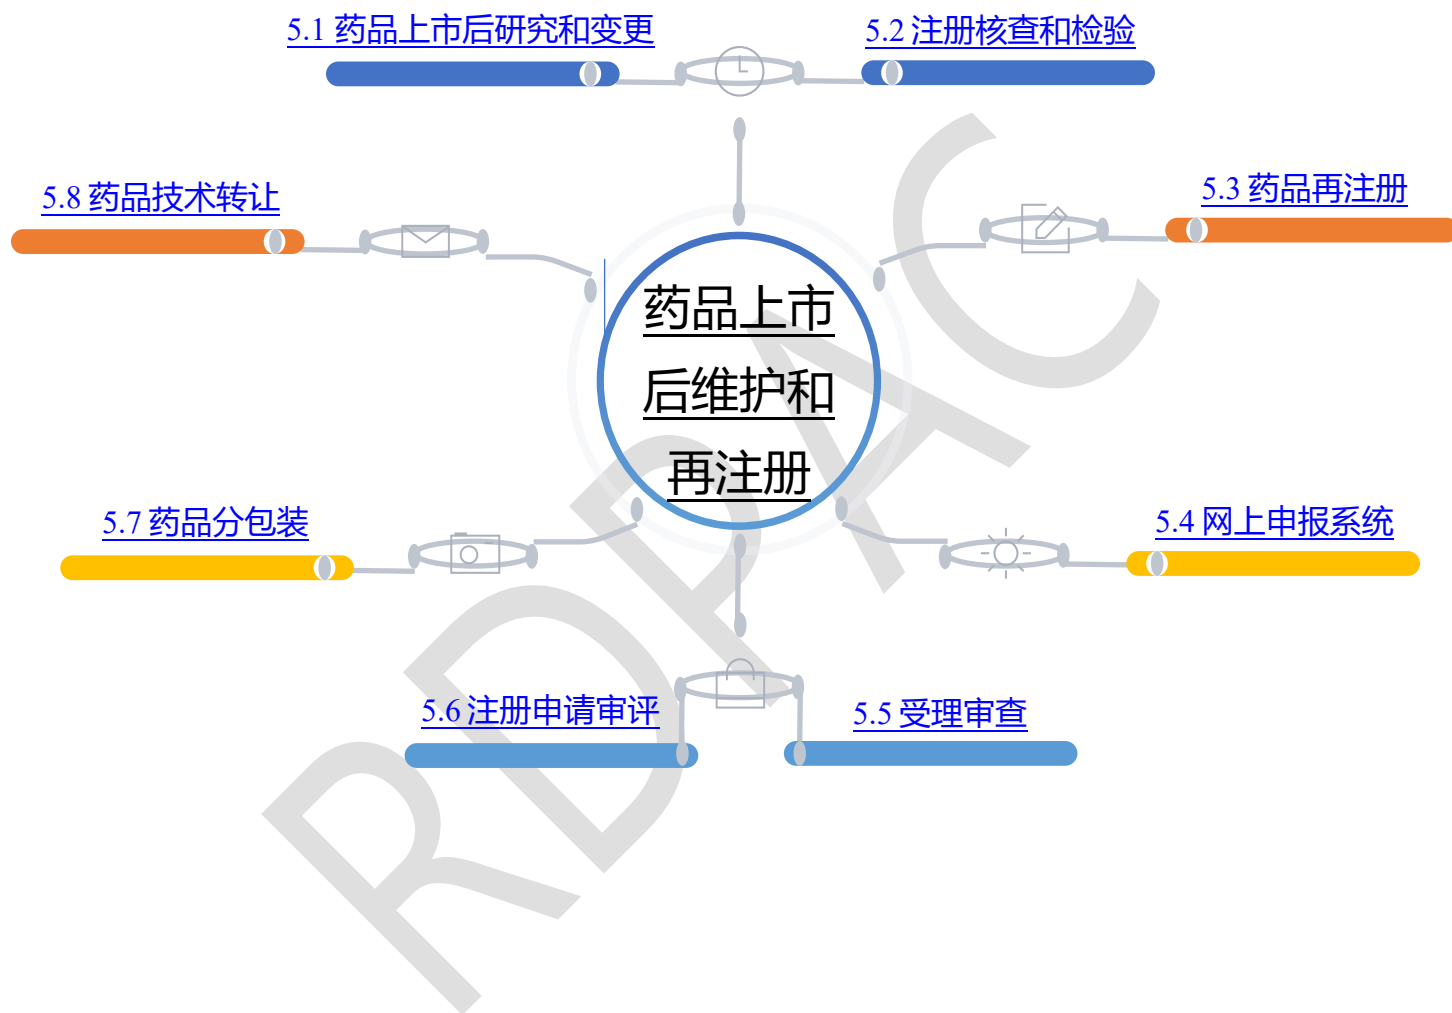 5.1 药品上市后研究和变更
5.2 注册核查和检验
5.8 药品技术转让
5.3 药品再注册
药品上市
后维护和
再注册
5.7 药品分包装
5.4 网上申报系统
5.6 注册申请审评
5.5 受理审查
RDPAC